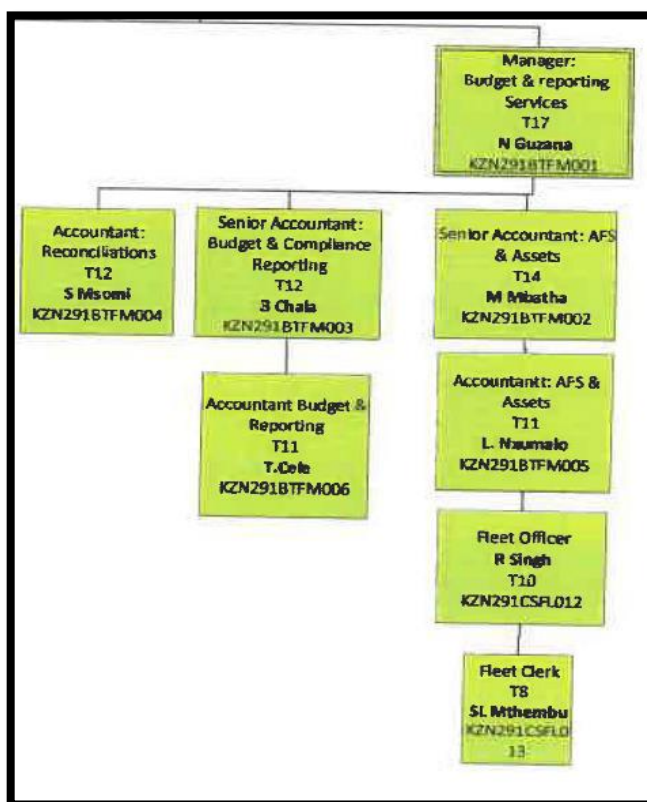 Manager:
Budget & reporting
Services
T17
N Guzana
KZN291BTFM001
Accountant:
Reconciliations
T12
S Msomi
KZN291BTFM004
Senior Accountant:
Budget & Compliance
Reporting
T12
B Chala
KZN291BTFM003
Senior Accountant: AFS
& Assets
T14
M Mbatha
KZN291BTFM002
Accountant Budget &
Reporting
T11
T.Cele
KZN291BTFM006
Accountantt: AFS &
Assets
T11
L. Nxumalo
KZN291BTFM005
Fleet Officer
R Singh
T10
KZN291CSFL012
Fleet Clerk
T8
SL Mthembu
KZN291CSFL0
13